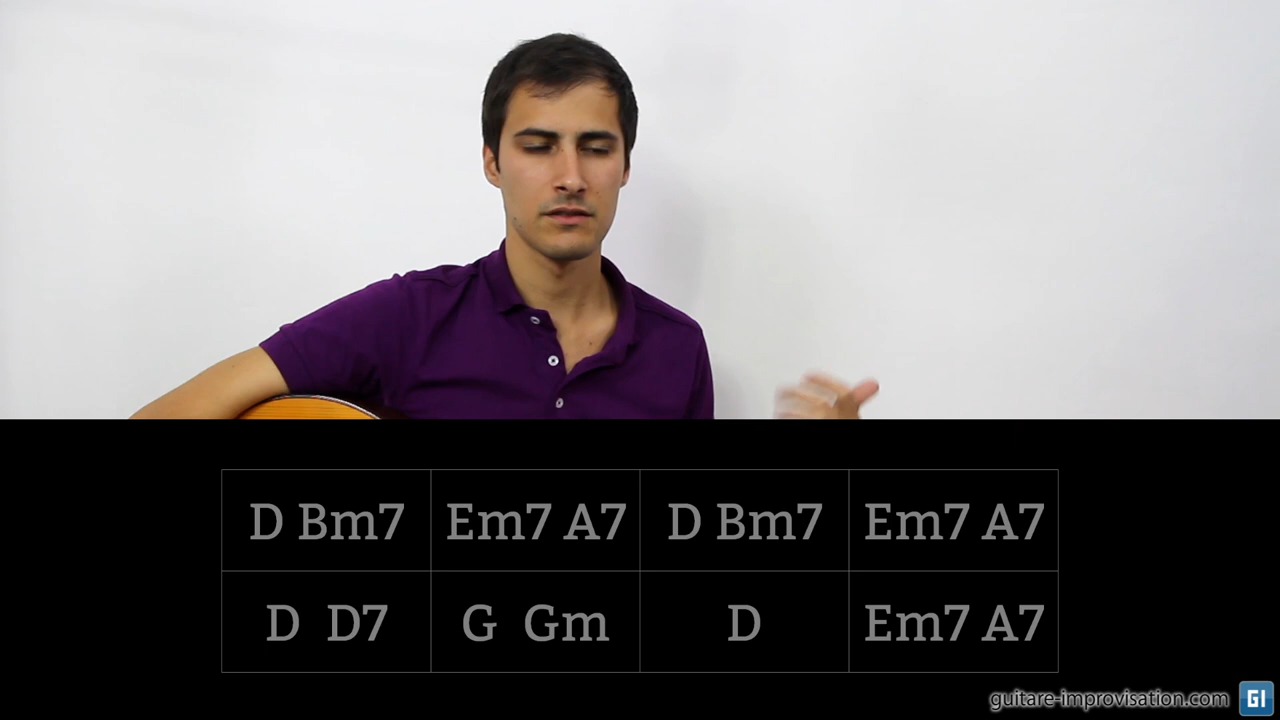 D Bm7 Em7 A7 D Bm7 Em7 A7
D D7 G Gm D Em7 A7
guitare-improvisation.com GI